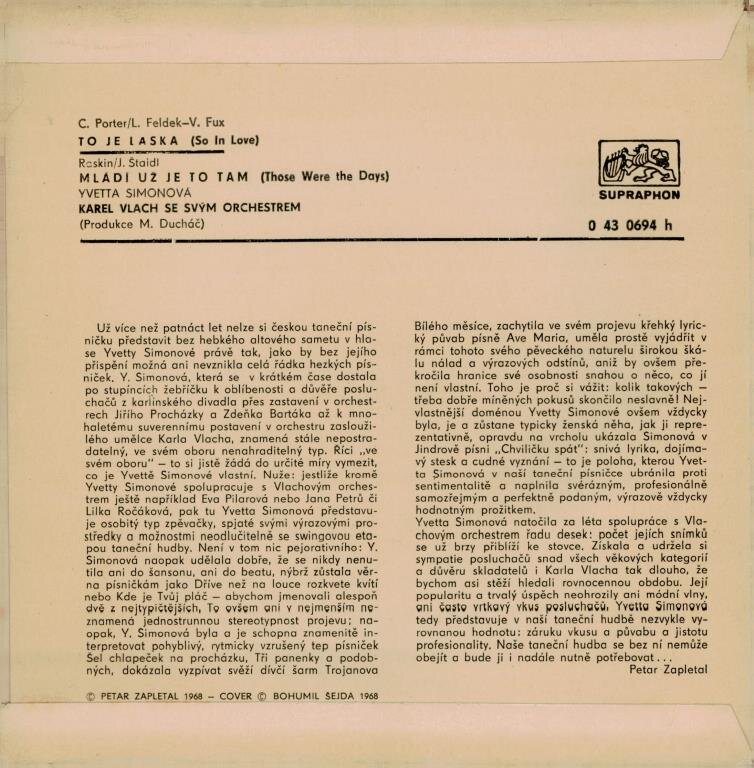 C. Porter/L. Feldek–V. Fux
TO JE LÁSKA (So In Love)
Raskin/J. Štaidl
MLÁDÍ UŽ JE TO TAM (Those Were the Days)
YVETTA SIMONOVÁ
KAREL VLACH SE SVÝM ORCHESTREM
(Produkce M. Ducháč)
SUPRAPHON
0 43 0694 h
Už více než patnáct let nelze si českou taneční pís-
ničku představit bez hebkého altového sametu v hla-
se Yvetty Simonové právě tak, jako by bez jejího
přispění možná ani nevznikla celá řádka hezkých pís-
niček. Y. Simonová, která se v krátkém čase dostala
po stupíncích žebříčku k oblíbenosti a důvěře poslu-
chačů z karlínského divadla přes zastavení v orchest-
rech Jiřího Procházky a Zdeňka Bartáka až k mno-
haletému suverennímu postavení v orchestru zaslouži-
lého umělce Karla Vlacha, znamená stále nepostra-
datelný, ve svém oboru nenahraditelný typ. Říci „ve
svém oboru" – to si jistě žádá do určité míry vymezit,
co je Yvettě Simonové vlastní. Nuže: jestliže kromě
Yvetty Simonové spolupracuje s Vlachovým orches-
trem ještě například Eva Pilarová nebo Jana Petrů či
Lilka Ročáková, pak tu Yvetta Simonová představu-
je osobitý typ zpěvačky, spjaté svými výrazovými pro-
středky a možnostmi neodlučitelně se swingovou eta-
pou taneční hudby. Není v tom nic pejorativního: Y.
Simonová naopak udělala dobře, že se nikdy nenu-
tila ani do šansonu, ani do beatu, nýbrž zůstala věr-
na písničkám jako Dříve než na louce rozkvete kvítí
nebo Kde je Tvůj pláč – abychom jmenovali alespoň
dvě z nejtypičtějších, To ovšem ani v nejmenším ne-
znamená jednostrannou stereotypnost projevu; na-
opak, Y. Simonová byla a je schopna znamenitě in-
terpretovat pohyblivý, rytmicky vzrušený tep písniček
Šel chlapeček na procházku, Tři panenky a podob-
ných, dokázala vyzpívat svěží dívčí šarm Trojanova
Bílého měsíce, zachytila ve svém projevu křehký lyric-
ký půvab písně Ave Maria, uměla prostě vyjádřit v
rámci tohoto svého pěveckého naturelu širokou šká-
lu nálad a výrazových odstínů, aniž by ovšem pře-
kročila hranice své osobnosti snahou o něco, co jí
není vlastní. Toho je proč si vážit: kolik takových –
třeba dobře míněných pokusů skončilo neslavně! Nej-
vlastnější doménou Yvetty Simonové ovšem vždycky
byla, je a zůstane typicky ženská něha, jak ji repre-
zentativně, opravdu na vrcholu ukázala Simonová v
Jindrově písni „Chviličku spát": snivá lyrika, dojíma-
vý stesk a cudné vyznání – to je poloha, kterou Yvet-
ta Simonová v naší taneční písničce ubránila proti
sentimentalitě a naplnila svérázným, profesionálně
samozřejmým a perfektně podaným, výrazově vždycky
hodnotným prožitkem.
Yvetta Simonová natočila za léta spolupráce s Vla-
chovým orchestrem řadu desek: počet jejích snímků
se už brzy přiblíží ke stovce. Získala a udržela si
sympatie posluchačů snad všech věkových kategorií
a důvěru skladatelů i Karla Vlacha tak dlouho, že
bychom asi stěží hledali rovnocennou obdobu. Její
popularitu a trvalý úspěch neohrozily ani módní vlny,
ani často vrtkavý vkus posluchačů, Yvetta Simonová
tedy představuje v naší taneční hudbě nezvykle vy-
rovnanou hodnotu: záruku vkusu a půvabu a jistotu
profesionality. Naše taneční hudba se bez ní nemůže
obejít a bude ji i nadále nutně potřebovat...
Petar Zapletal
© PETAR ZAPLETAL 1968 – COVER © BOHUMIL ŠEJDA 1968